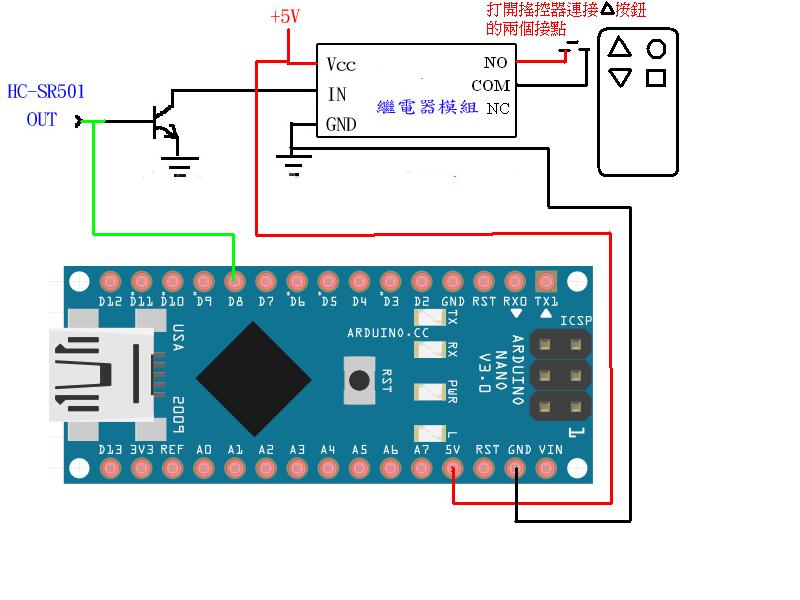 打開搖控器連接△按鈕
的兩個接點
+5V
HC-SR501
OUT
Vcc
IN
GND
繼電器模組
NO
COM
NC
D12 *D11 *D10 *D9 D8 D7 *D6 *D5 D4 *D3 D2 GND RST RX0 TX1
ICSP
TX
RX
PWR
L
ARDUINO.CC
RST
ARDUINO
NANO
V3.0
USA
2009
1
D13 3V3 REF A0 A1 A2 A3 A4 A5 A6 A7 5V RST GND VIN